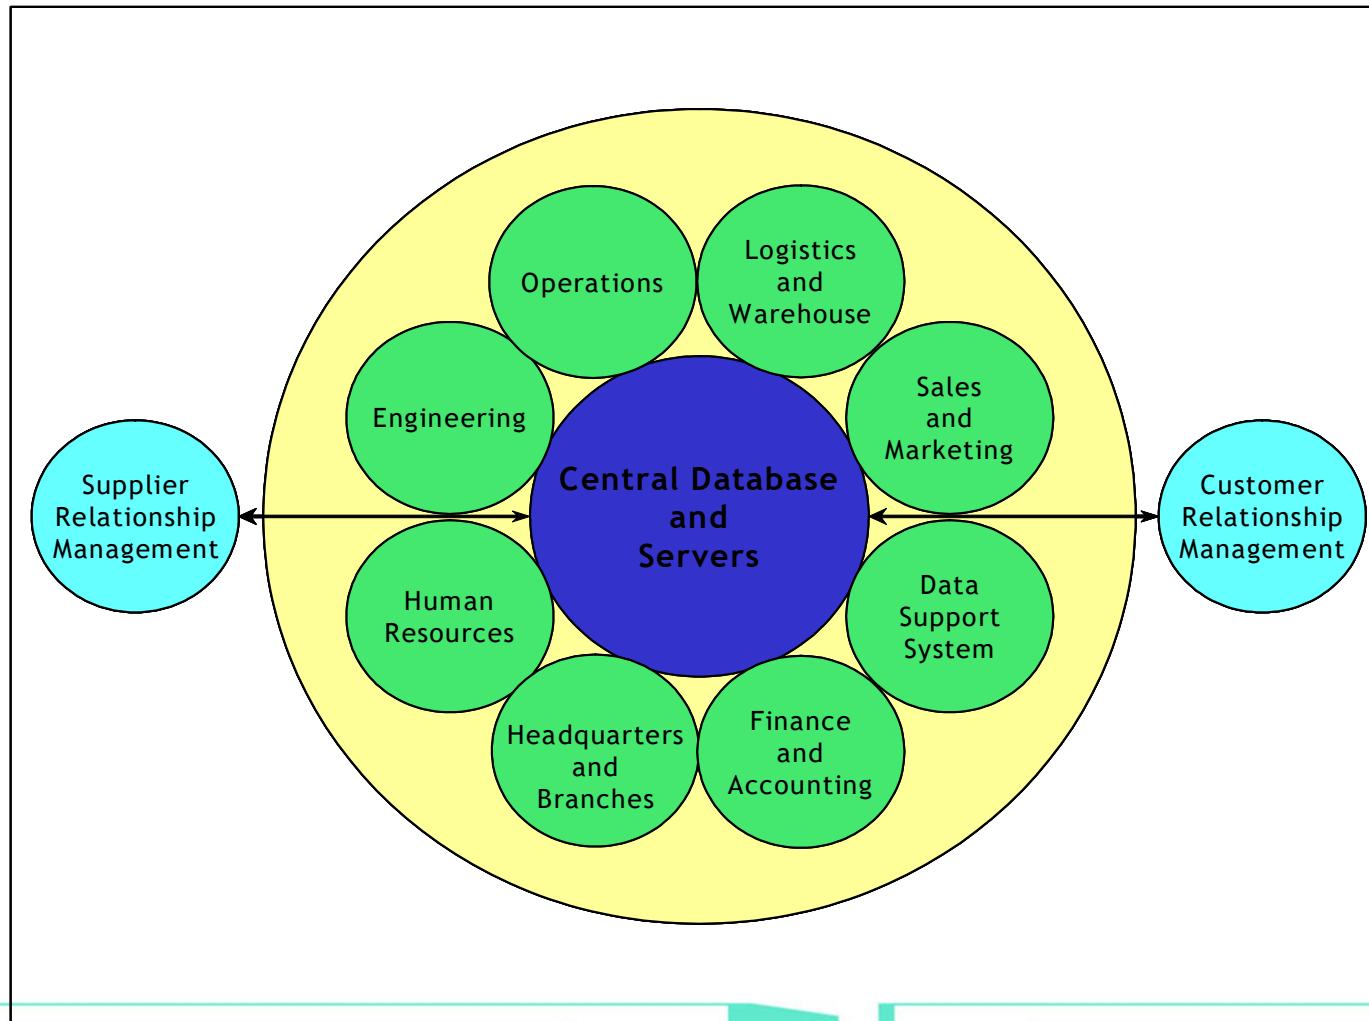 Operations
Logistics
and
Warehouse
Engineering
Sales
and
Marketing
Supplier
Relationship
Management
Central Database
and
Servers
Customer
Relationship
Management
Human
Resources
Data
Support
System
Headquarters
and
Branches
Finance
and
Accounting